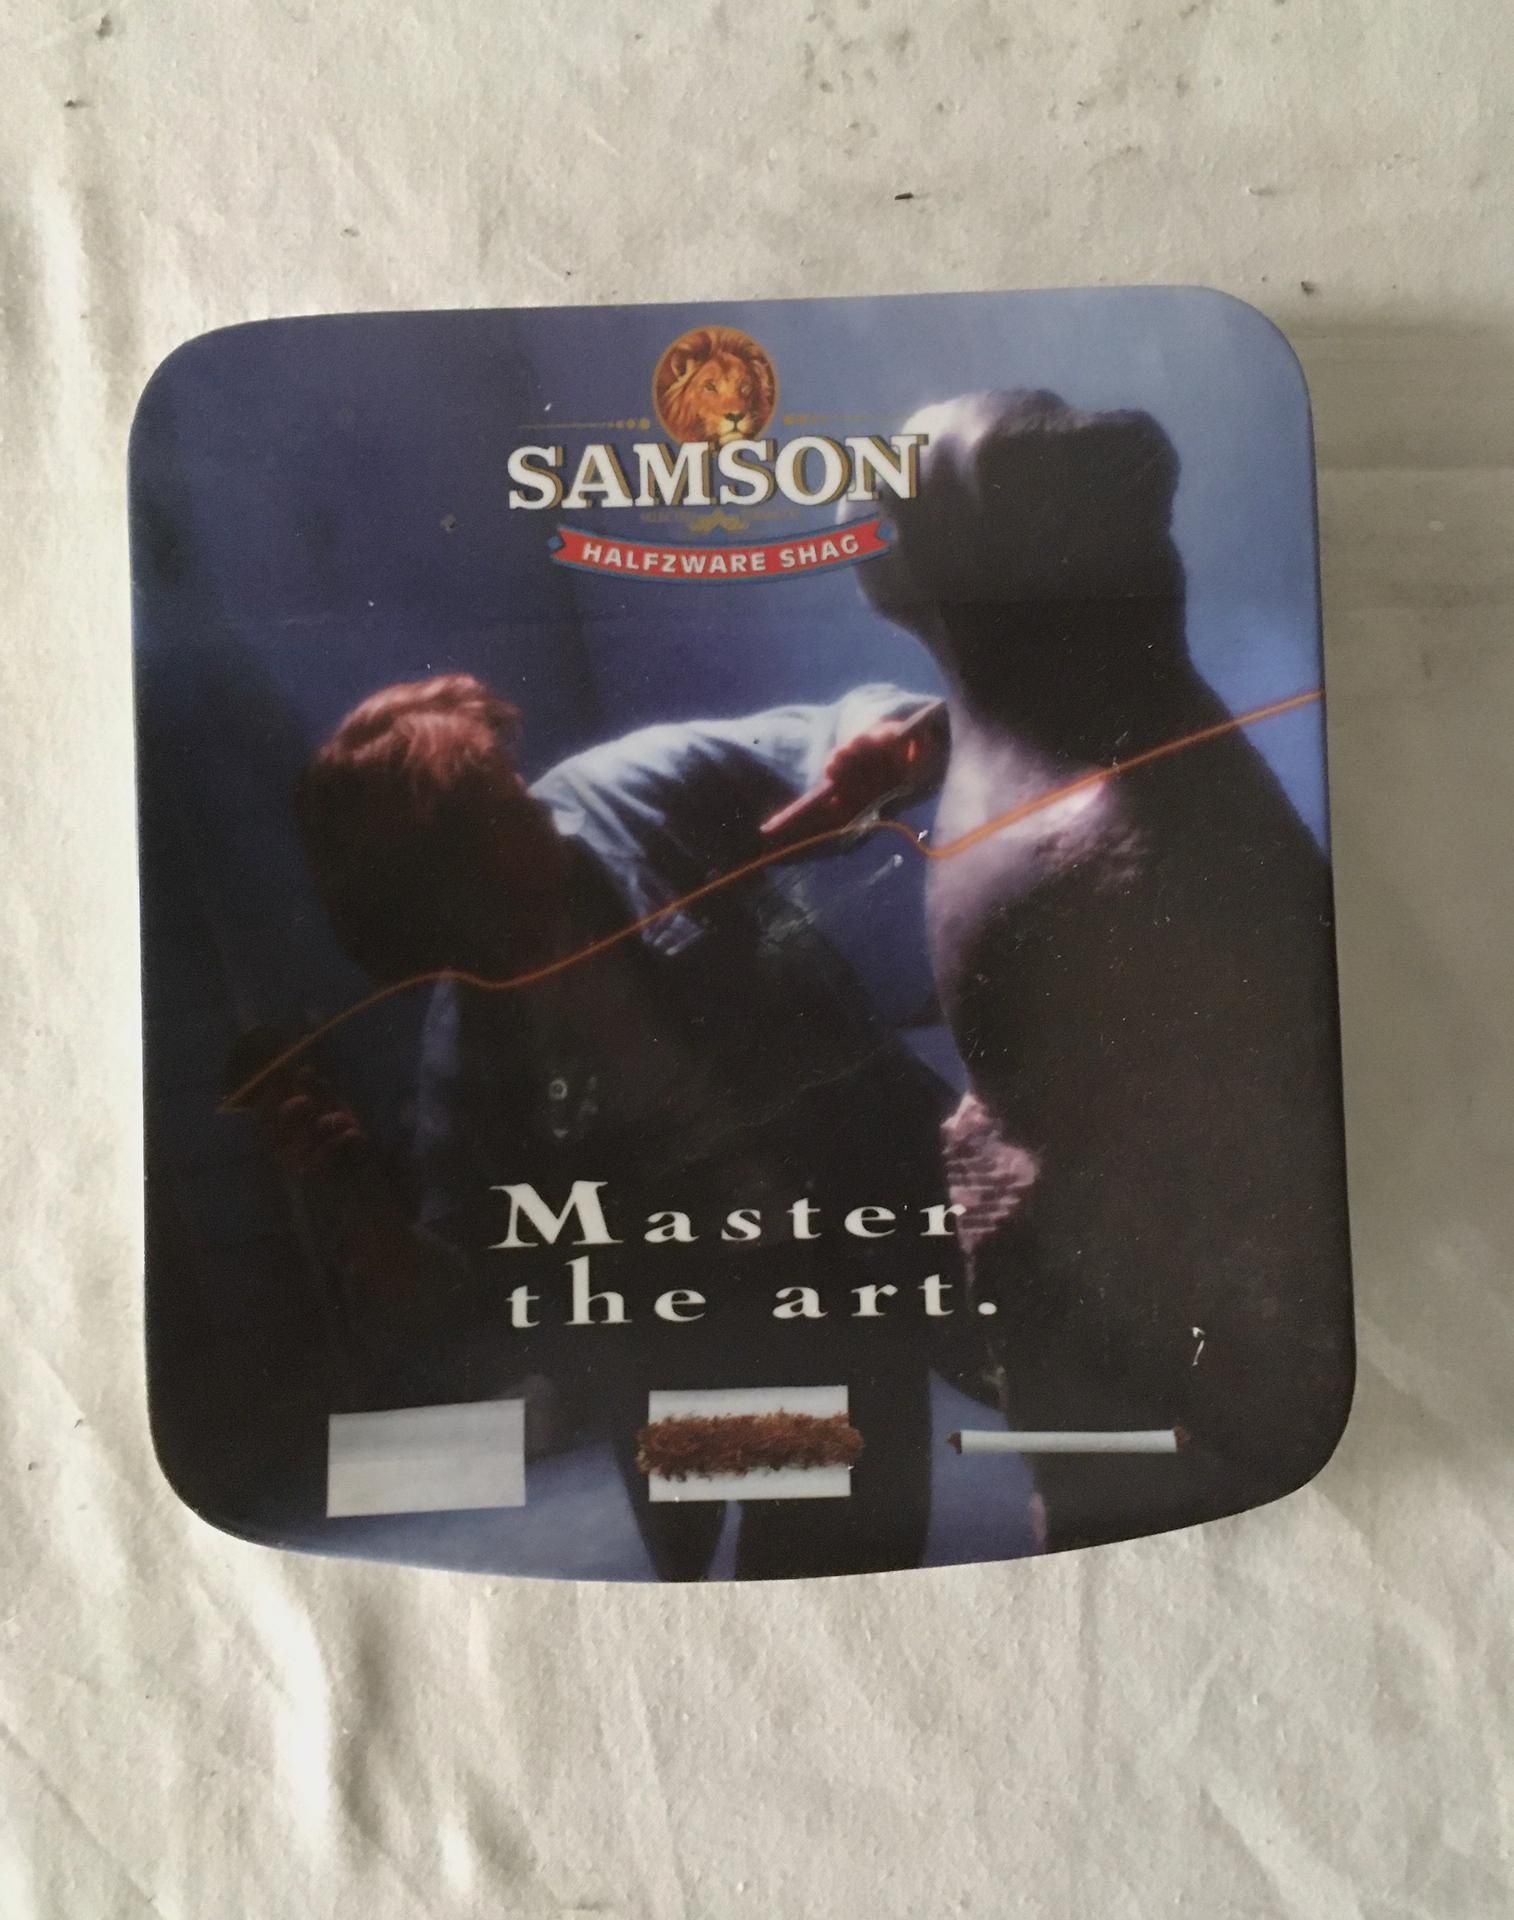 SAMSON
HALFZWARE SHAG
Master
the art.